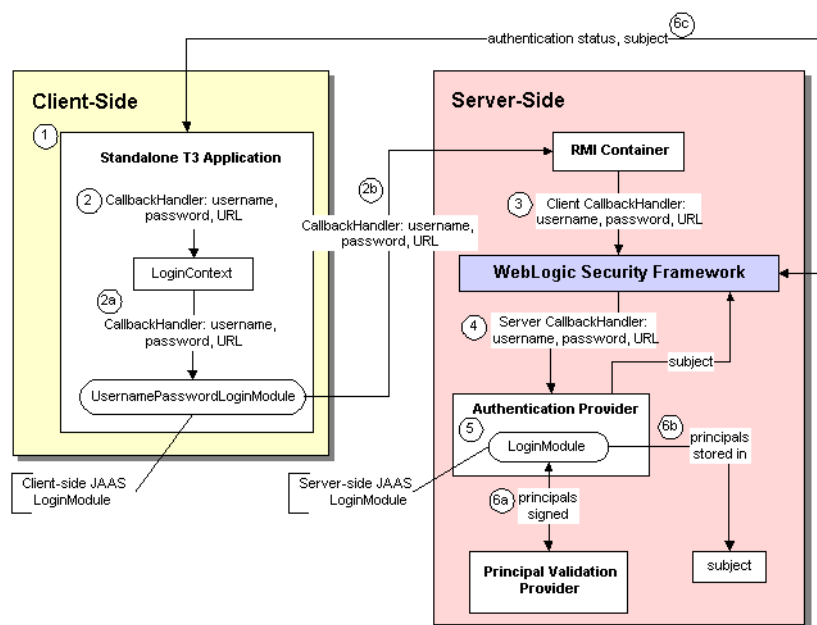 6c
authentication status, subject
Client-Side
1
Standalone T3 Application
2
CallbackHandler: username,
password, URL
LoginContext
2a
CallbackHandler: username,
password, URL
UsernamePasswordLoginModule
Client-side JAAS
LoginModule
2b
CallbackHandler: username,
password, URL
Server-Side
RMI Container
3
Client CallbackHandler:
username, password, URL
WebLogic Security Framework
4
Server CallbackHandler:
username, password, URL
subject
Authentication Provider
5
LoginModule
6b
principals
stored in
Server-side JAAS
LoginModule
6a
principals
signed
Principal Validation
Provider
subject